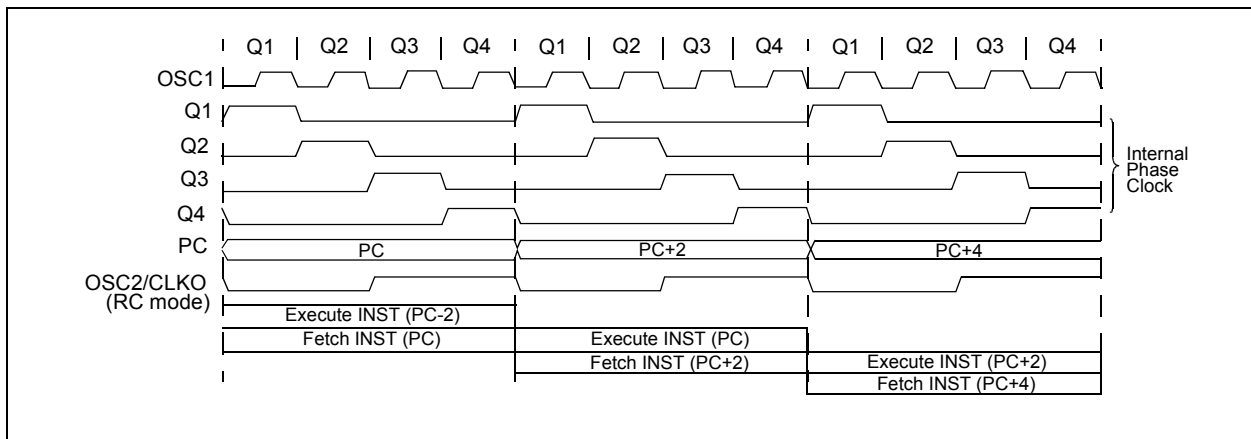 Q1 Q2 Q3 Q4 Q1 Q2 Q3 Q4 Q1 Q2 Q3 Q4
OSC1
Q1
Q2
Q3
Q4
Internal
Phase
Clock
PC PC PC+2 PC+4
OSC2/CLKO
(RC mode)
Execute INST (PC-2)
Fetch INST (PC) Execute INST (PC)
Fetch INST (PC+2) Execute INST (PC+2)
Fetch INST (PC+4)